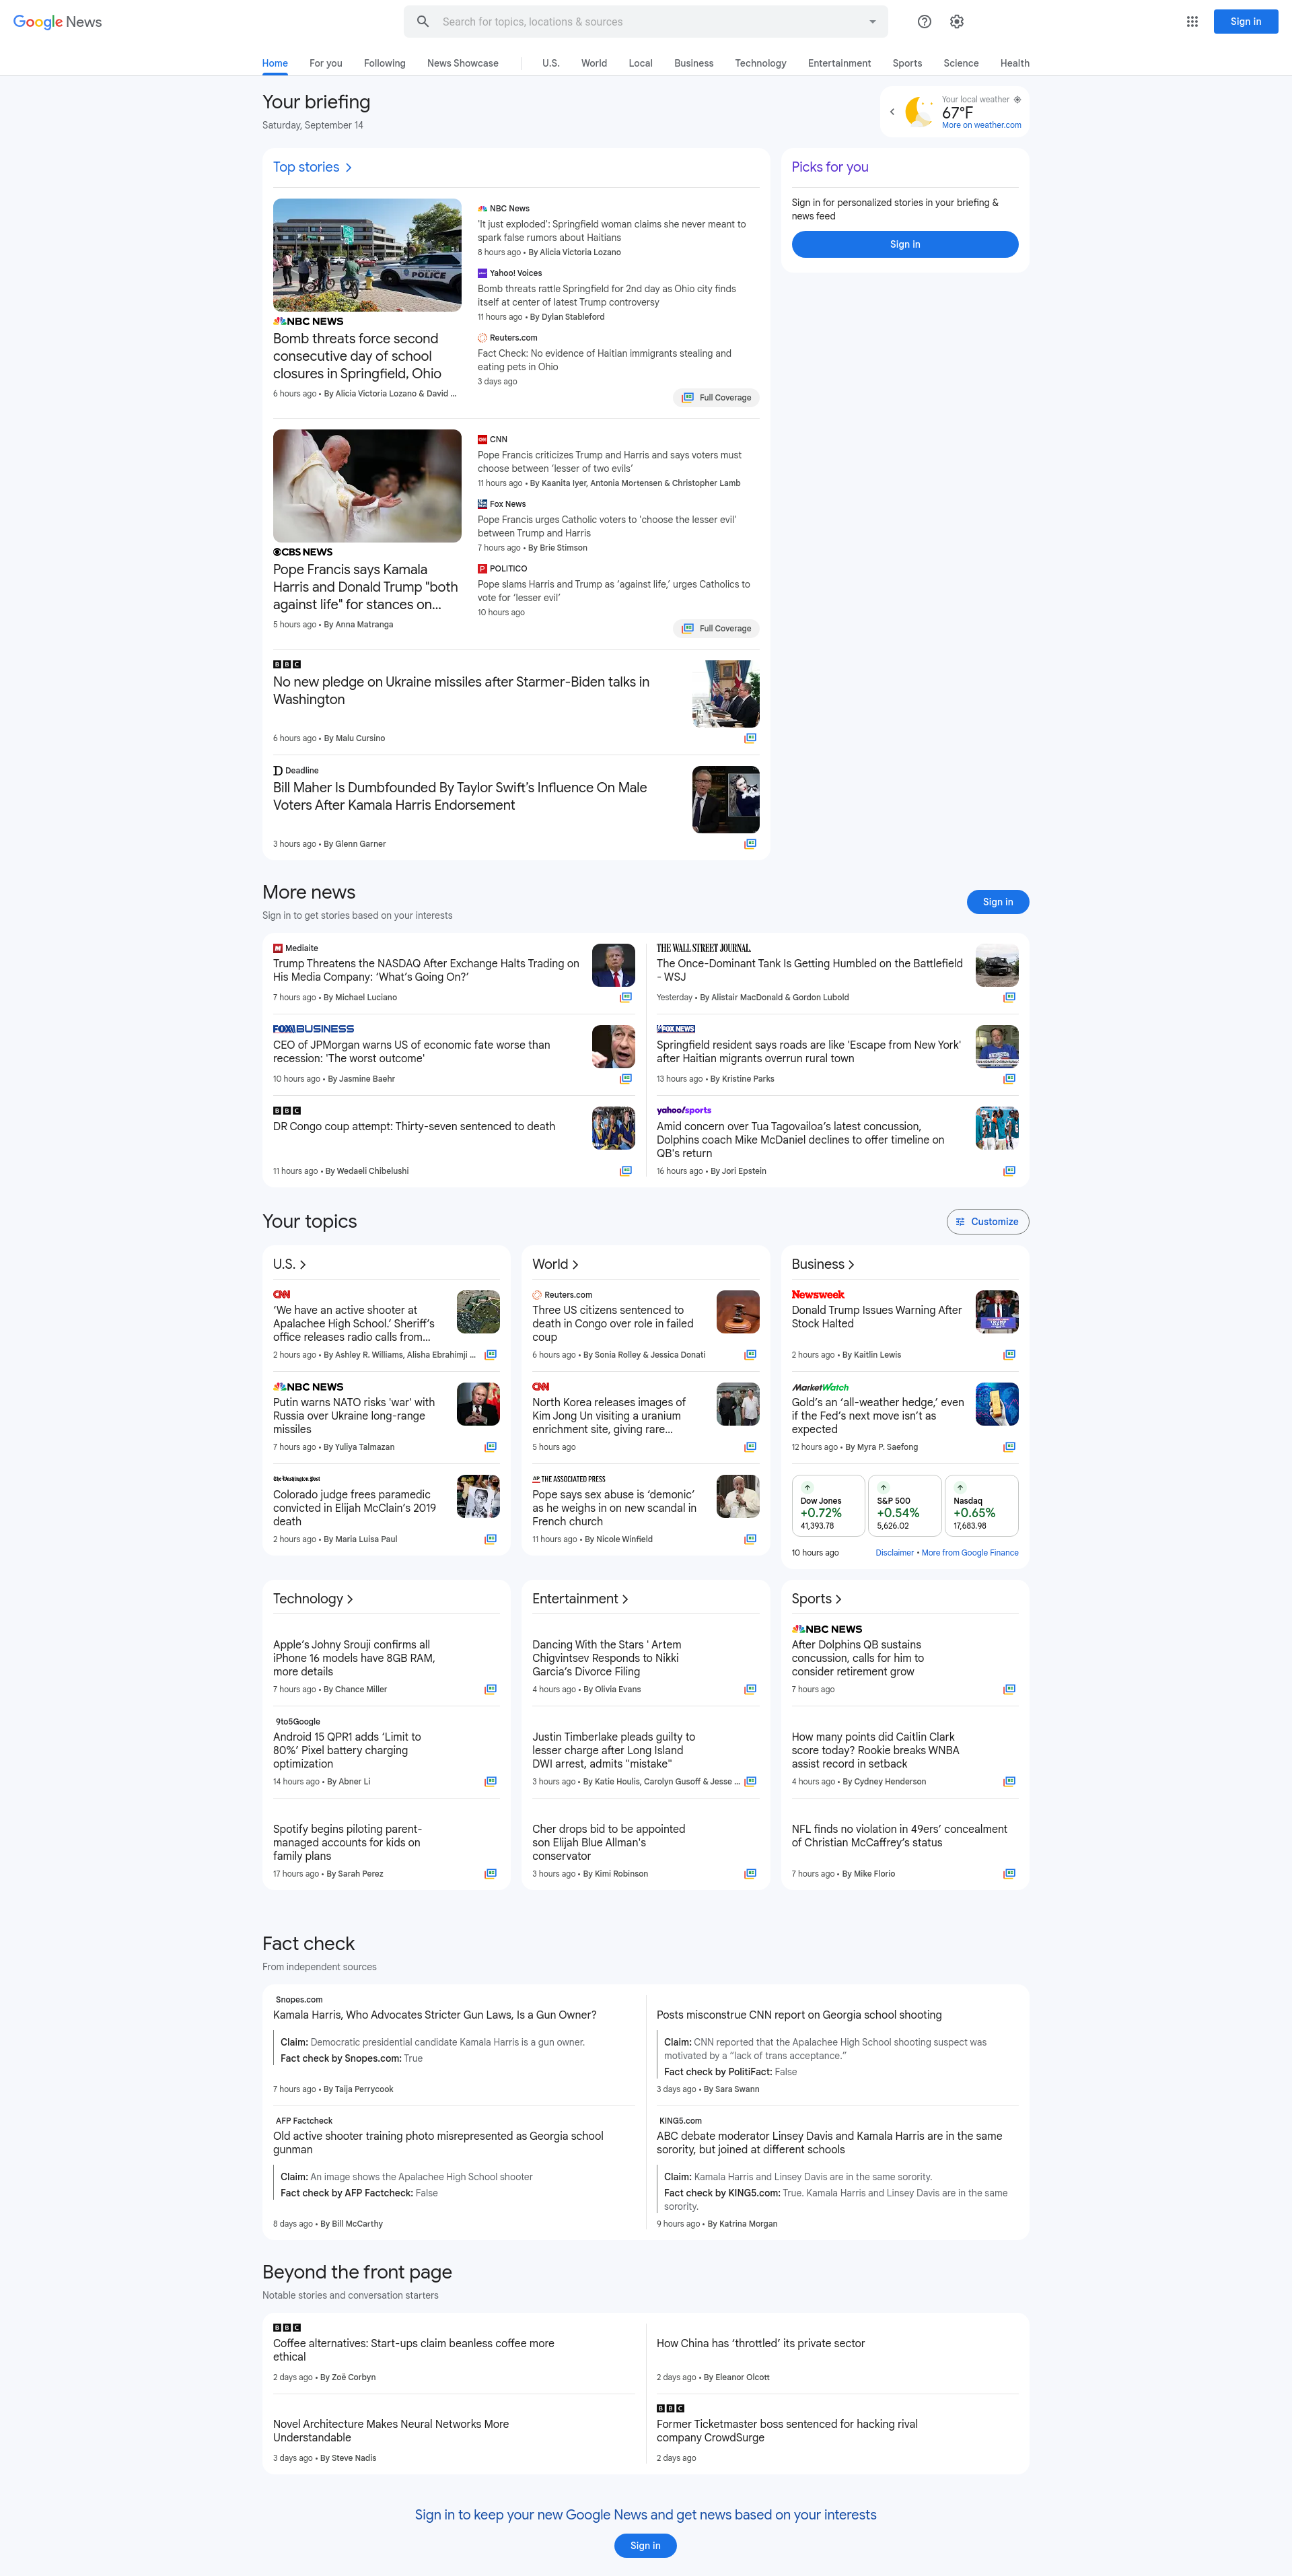 Google News
Search for topics, locations & sources
Sign in
Home
For you
Following
News Showcase
U.S.
World
Local
Business
Technology
Entertainment
Sports
Science
Health
Your briefing
Saturday, September 14
Your local weather
67°F
More on weather.com
Top stories
POLICE
NBC NEWS
Bomb threats force second
consecutive day of school
closures in Springfield, Ohio
6 hours ago • By Alicia Victoria Lozano & David ...
NBC News
'It just exploded': Springfield woman claims she never meant to
spark false rumors about Haitians
8 hours ago • By Alicia Victoria Lozano
Yahoo! Voices
Bomb threats rattle Springfield for 2nd day as Ohio city finds
itself at center of latest Trump controversy
11 hours ago • By Dylan Stableford
Reuters.com
Fact Check: No evidence of Haitian immigrants stealing and
eating pets in Ohio
3 days ago
Full Coverage
Picks for you
Sign in for personalized stories in your briefing &
news feed
Sign in
CBS NEWS
Pope Francis says Kamala
Harris and Donald Trump "both
against life" for stances on...
5 hours ago • By Anna Matranga
CNN
Pope Francis criticizes Trump and Harris and says voters must
choose between ‘lesser of two evils’
11 hours ago • By Kaanita Iyer, Antonia Mortensen & Christopher Lamb
Fox News
Pope Francis urges Catholic voters to 'choose the lesser evil'
between Trump and Harris
7 hours ago • By Brie Stimson
POLITICO
Pope slams Harris and Trump as ‘against life,’ urges Catholics to
vote for ‘lesser evil’
10 hours ago
Full Coverage
BBC
No new pledge on Ukraine missiles after Starmer-Biden talks in
Washington
6 hours ago • By Malu Cursino
Deadline
Bill Maher Is Dumbfounded By Taylor Swift’s Influence On Male
Voters After Kamala Harris Endorsement
3 hours ago • By Glenn Garner
More news
Sign in to get stories based on your interests
Sign in
Mediaite
Trump Threatens the NASDAQ After Exchange Halts Trading on
His Media Company: ‘What’s Going On?’
7 hours ago • By Michael Luciano
THE WALL STREET JOURNAL.
The Once-Dominant Tank Is Getting Humbled on the Battlefield
- WSJ
Yesterday • By Alistair MacDonald & Gordon Lubold
FOX BUSINESS
CEO of JPMorgan warns US of economic fate worse than
recession: 'The worst outcome'
10 hours ago • By Jasmine Baehr
FOX NEWS
Springfield resident says roads are like 'Escape from New York'
after Haitian migrants overrun rural town
13 hours ago • By Kristine Parks
BBC
DR Congo coup attempt: Thirty-seven sentenced to death
11 hours ago • By Wedaeli Chibelushi
yahoo!sports
Amid concern over Tua Tagovailoa’s latest concussion,
Dolphins coach Mike McDaniel declines to offer timeline on
QB's return
16 hours ago • By Jori Epstein
Your topics
Customize
U.S.
CNN
‘We have an active shooter at
Apalachee High School.’ Sheriff’s
office releases radio calls from...
2 hours ago • By Ashley R. Williams, Alisha Ebrahimji ...
NBC NEWS
Putin warns NATO risks 'war' with
Russia over Ukraine long-range
missiles
7 hours ago • By Yuliya Talmazan
The Washington Post
Colorado judge frees paramedic
convicted in Elijah McClain’s 2019
death
2 hours ago • By Maria Luisa Paul
World
Reuters.com
Three US citizens sentenced to
death in Congo over role in failed
coup
6 hours ago • By Sonia Rolley & Jessica Donati
CNN
North Korea releases images of
Kim Jong Un visiting a uranium
enrichment site, giving rare...
5 hours ago
AP THE ASSOCIATED PRESS
Pope says sex abuse is ‘demonic’
as he weighs in on new scandal in
French church
11 hours ago • By Nicole Winfield
Business
Newsweek
Donald Trump Issues Warning After
Stock Halted
2 hours ago • By Kaitlin Lewis
MarketWatch
Gold’s an ‘all-weather hedge,’ even
if the Fed’s next move isn’t as
expected
12 hours ago • By Myra P. Saefong
Dow Jones
+0.72%
41,393.78
S&P 500
+0.54%
5,626.02
Nasdaq
+0.65%
17,683.98
10 hours ago
Disclaimer • More from Google Finance
Technology
Apple’s Johny Srouji confirms all
iPhone 16 models have 8GB RAM,
more details
7 hours ago • By Chance Miller
9to5Google
Android 15 QPR1 adds ‘Limit to
80%’ Pixel battery charging
optimization
14 hours ago • By Abner Li
Spotify begins piloting parent-
managed accounts for kids on
family plans
17 hours ago • By Sarah Perez
Entertainment
Dancing With the Stars ' Artem
Chigvintsev Responds to Nikki
Garcia’s Divorce Filing
4 hours ago • By Olivia Evans
Justin Timberlake pleads guilty to
lesser charge after Long Island
DWI arrest, admits "mistake"
3 hours ago • By Katie Houlis, Carolyn Gusoff & Jesse ...
Cher drops bid to be appointed
son Elijah Blue Allman's
conservator
3 hours ago • By Kimi Robinson
Sports
NBC NEWS
After Dolphins QB sustains
concussion, calls for him to
consider retirement grow
7 hours ago
How many points did Caitlin Clark
score today? Rookie breaks WNBA
assist record in setback
4 hours ago • By Cydney Henderson
NFL finds no violation in 49ers’ concealment
of Christian McCaffrey’s status
7 hours ago • By Mike Florio
Fact check
From independent sources
Snopes.com
Kamala Harris, Who Advocates Stricter Gun Laws, Is a Gun Owner?
Claim: Democratic presidential candidate Kamala Harris is a gun owner.
Fact check by Snopes.com: True
7 hours ago • By Taija Perrycook
Posts misconstrue CNN report on Georgia school shooting
Claim: CNN reported that the Apalachee High School shooting suspect was
motivated by a “lack of trans acceptance.”
Fact check by PolitiFact: False
3 days ago • By Sara Swann
AFP Factcheck
Old active shooter training photo misrepresented as Georgia school
gunman
Claim: An image shows the Apalachee High School shooter
Fact check by AFP Factcheck: False
8 days ago • By Bill McCarthy
KING5.com
ABC debate moderator Linsey Davis and Kamala Harris are in the same
sorority, but joined at different schools
Claim: Kamala Harris and Linsey Davis are in the same sorority.
Fact check by KING5.com: True. Kamala Harris and Linsey Davis are in the same
sorority.
9 hours ago • By Katrina Morgan
Beyond the front page
Notable stories and conversation starters
BBC
Coffee alternatives: Start-ups claim beanless coffee more
ethical
2 days ago • By Zoë Corbyn
How China has ‘throttled’ its private sector
2 days ago • By Eleanor Olcott
Novel Architecture Makes Neural Networks More
Understandable
3 days ago • By Steve Nadis
BBC
Former Ticketmaster boss sentenced for hacking rival
company CrowdSurge
2 days ago
Sign in to keep your new Google News and get news based on your interests
Sign in